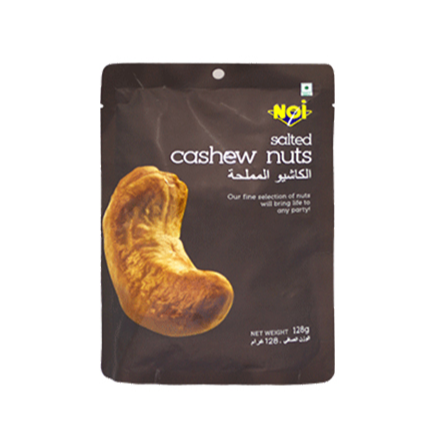 Noi
salted
cashew nuts
الكاشيو المملحة
Our fine selection of nuts
will bring life to
any party!
NET WEIGHT 128g
الوزن الصافي ، 128 غرام